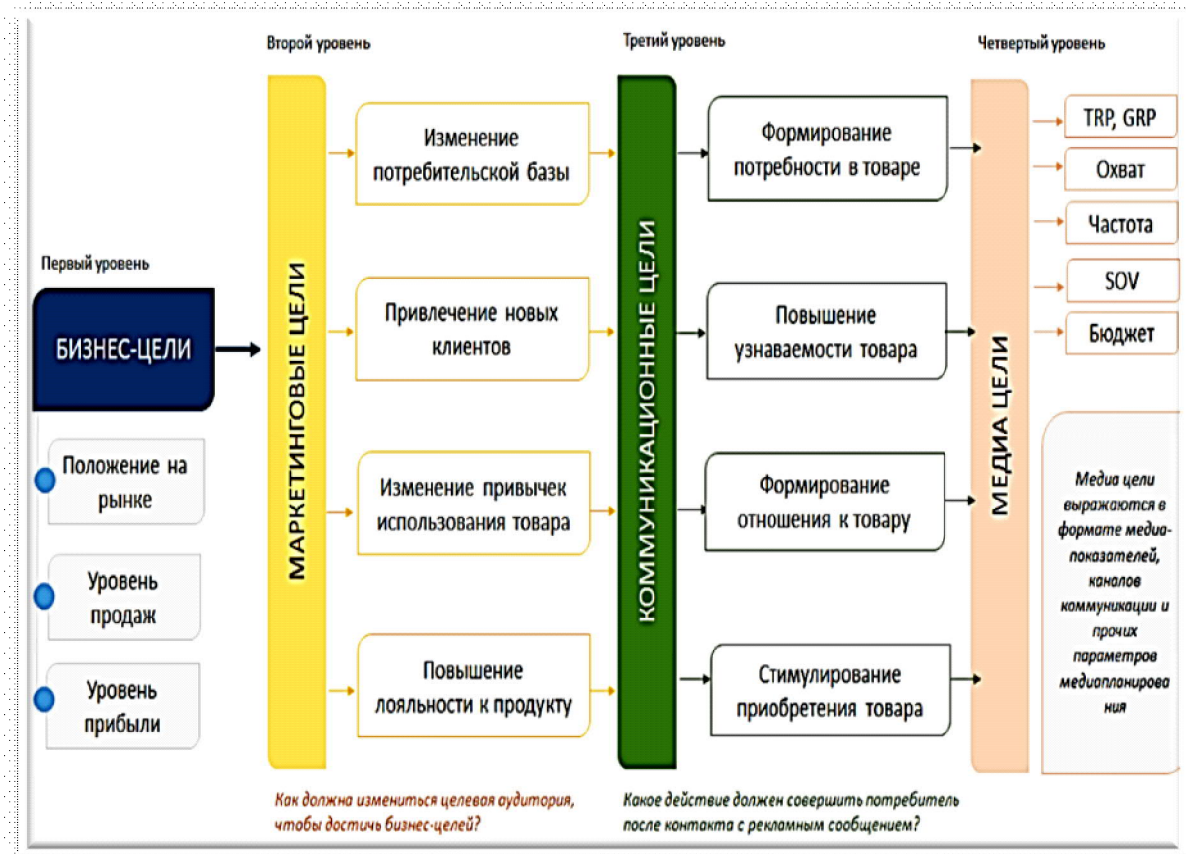 Первый уровень
БИЗНЕС-ЦЕЛИ
Положение на
рынке
Уровень
продаж
Уровень
прибыли
Второй уровень
МАРКЕТИНГОВЫЕ ЦЕЛИ
Изменение
потребительской базы
Привлечение новых
клиентов
Изменение привычек
использования товара
Повышение
лояльности к продукту
Как должна измениться целевая аудитория,
чтобы достичь бизнес-целей?
Третий уровень
КОММУНИКАЦИОННЫЕ ЦЕЛИ
Формирование
потребности в товаре
Повышение
узнаваемости товара
Формирование
отношения к товару
Стимулирование
приобретения товара
Какое действие должен совершить потребитель
после контакта с рекламным сообщением?
Четвертый уровень
МЕДИА ЦЕЛИ
TRP, GRP
Охват
Частота
SOV
Бюджет
Медиа цели
выражаются в
формате медиа-
показателей,
каналов
коммуникации и
прочих
параметров
медиапланирова
ния